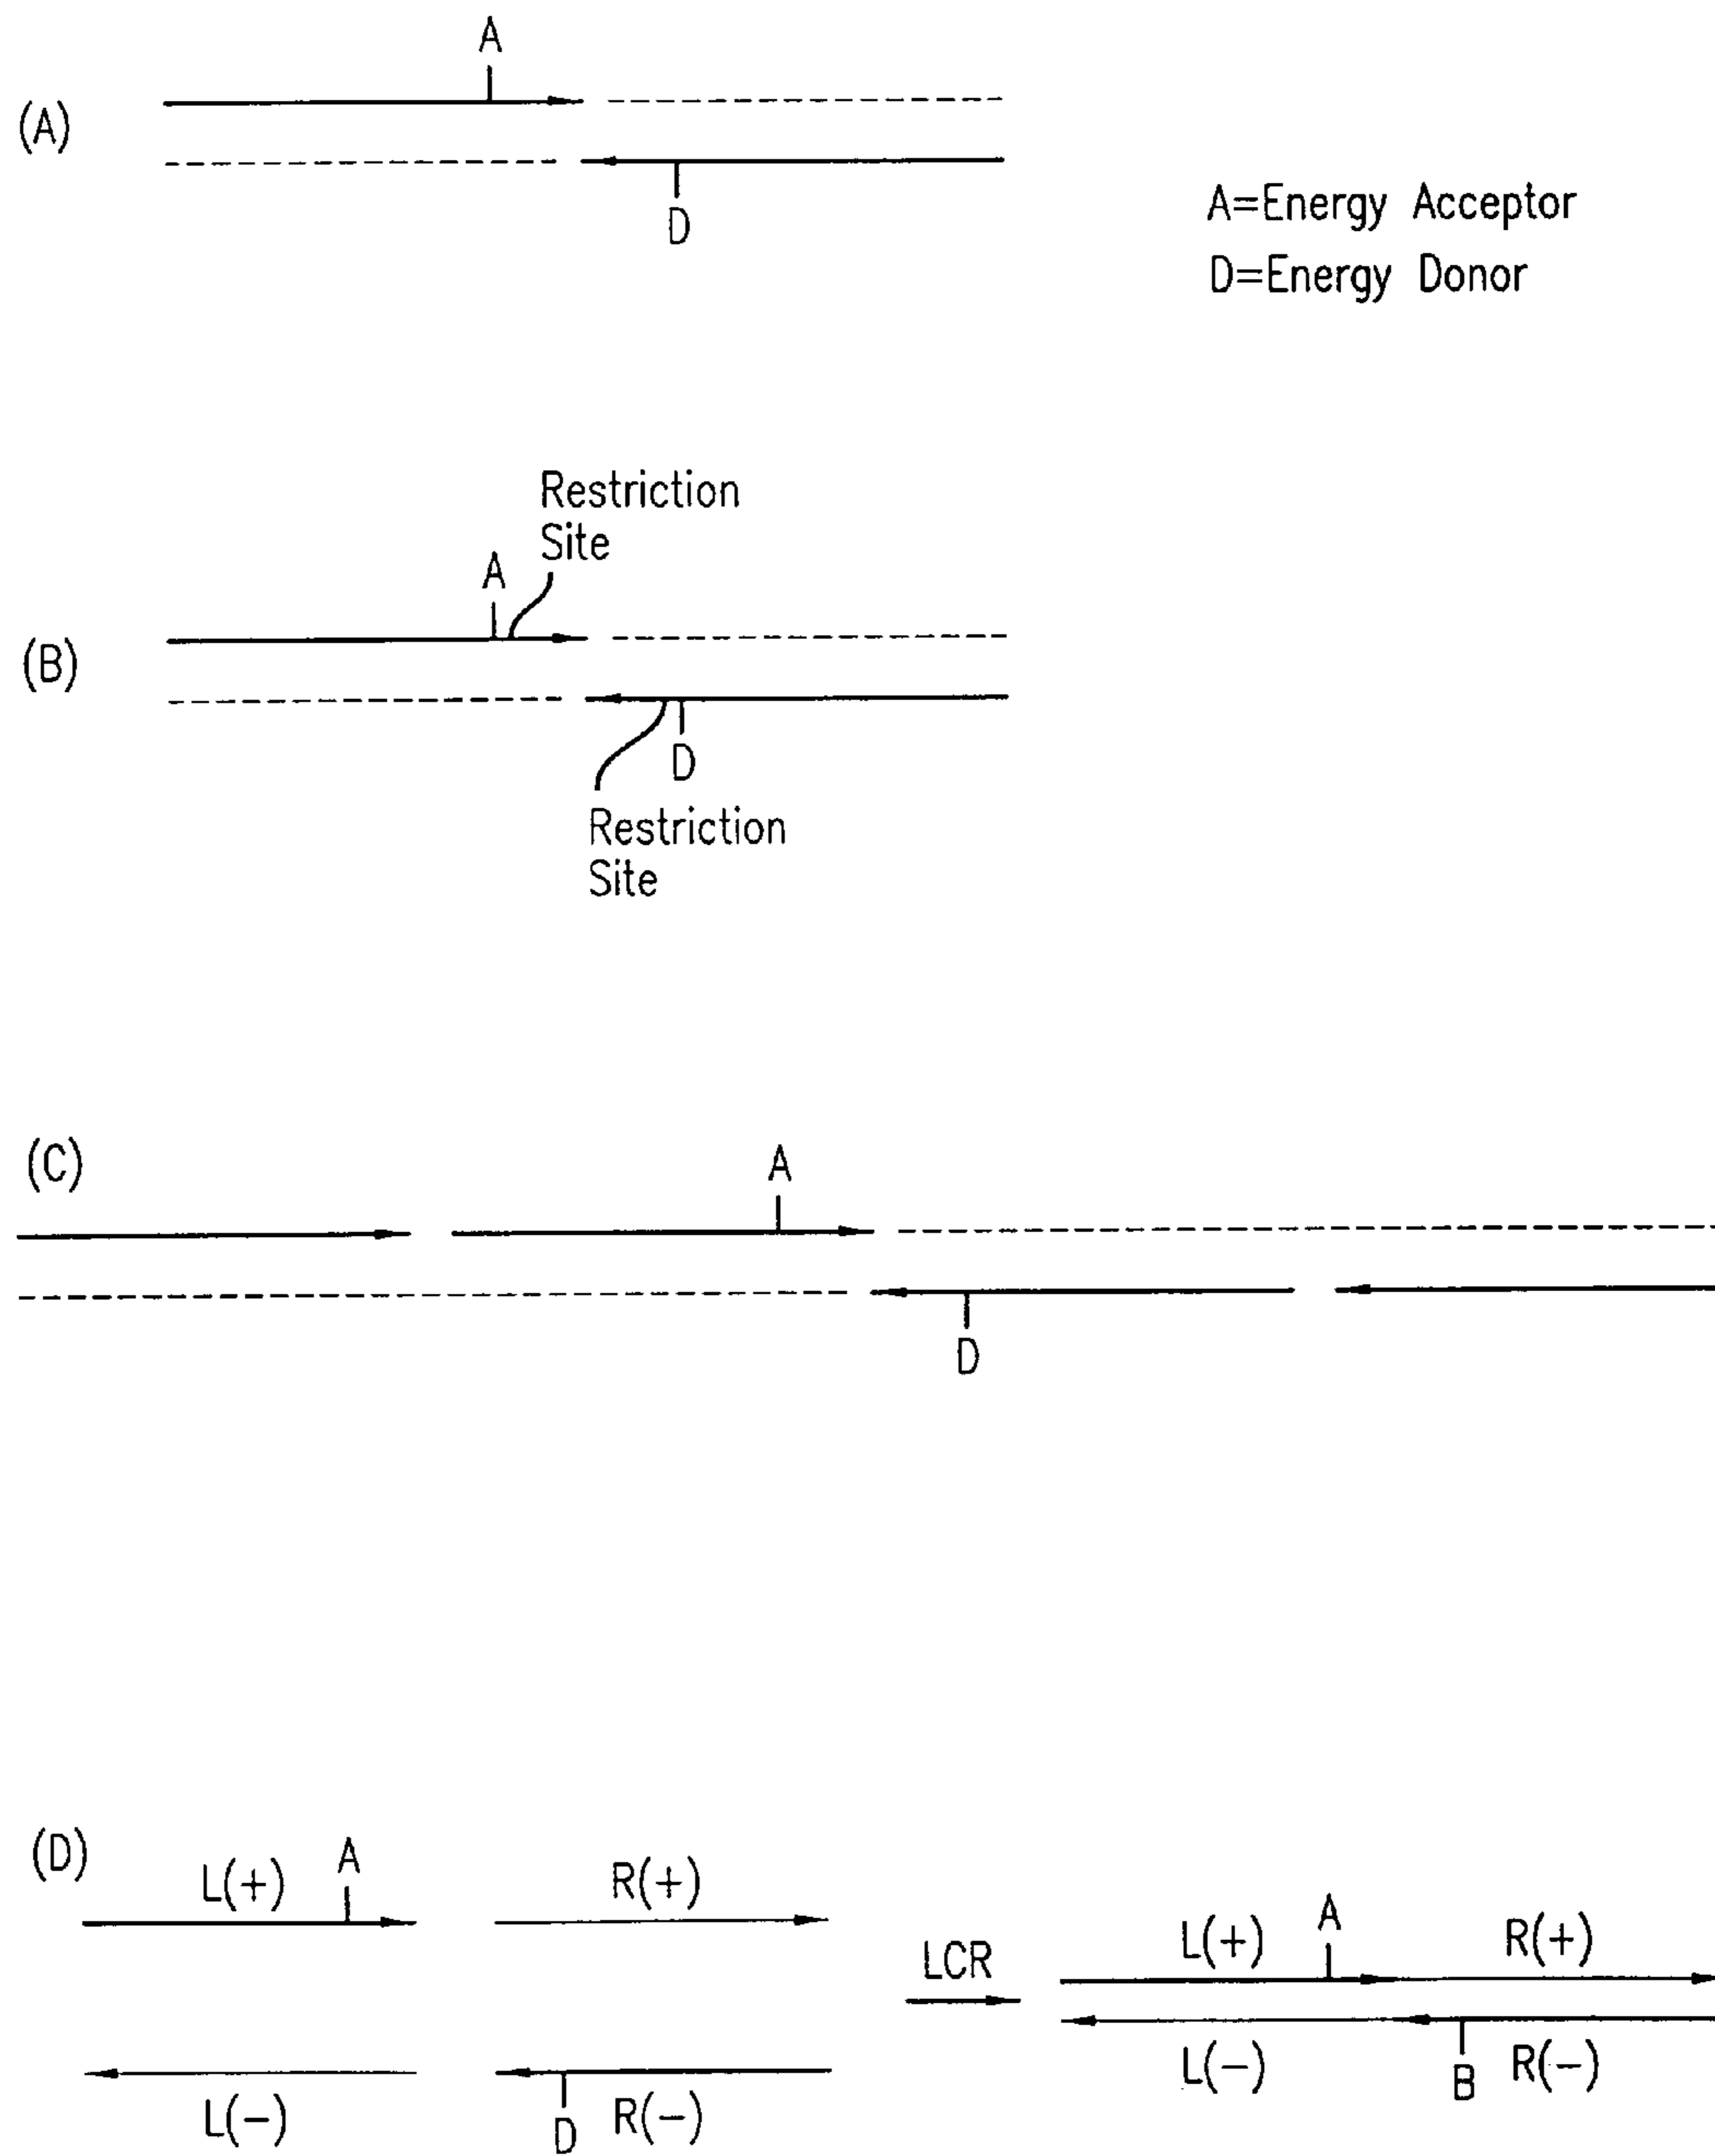 A
(A)
D
A=Energy Acceptor
D=Energy Donor
Restriction
Site
A
(B)
D
Restriction
Site
(C)
A
D
(D)
L(+)
A
R(+)
L(-)
D
R(-)
LCR
L(+)
A
R(+)
L(-)
B
R(-)